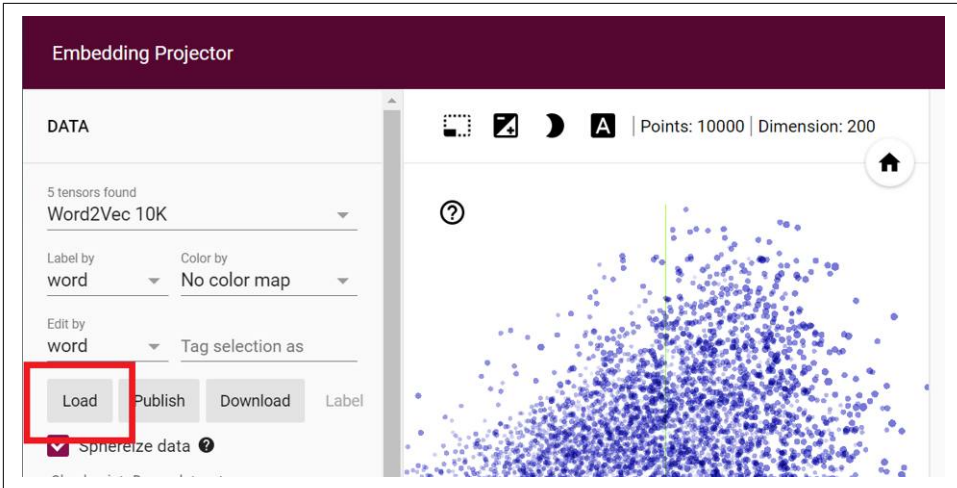 Embedding Projector
DATA
Points: 10000 | Dimension: 200
5 tensors found
Word2Vec 10K
Label by Color by
word No color map
Edit by
word Tag selection as
Load Publish Download Label
Sphereize data